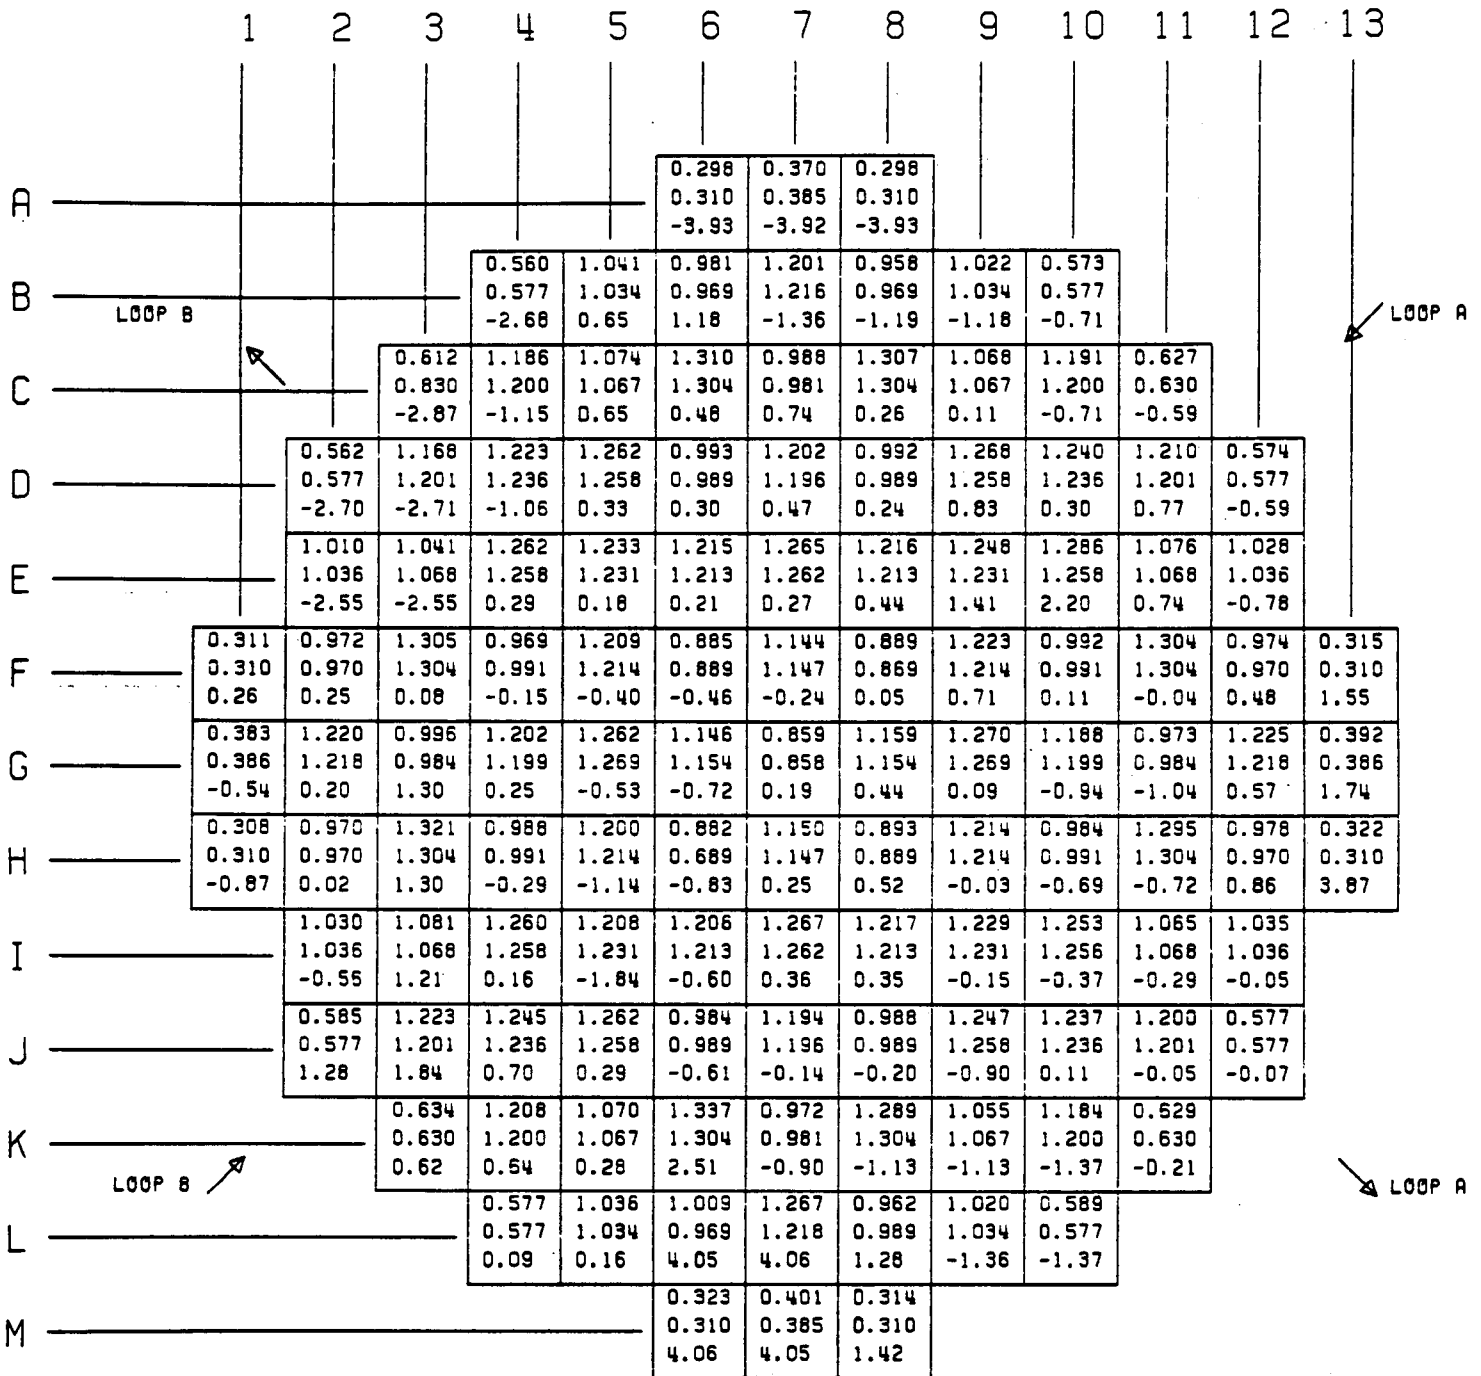 1 2 3 4 5 6 7 8 9 10 11 12 13
0.298 0.370 0.298
A 0.310 0.385 0.310
-3.93 -3.92 -3.93
0.560 1.041 0.981 1.201 0.958 1.022 0.573
B 0.577 1.034 0.969 1.216 0.969 1.034 0.577
LOOP B -2.68 0.65 1.18 -1.36 -1.19 -1.18 -0.71 LOOP A
0.612 1.186 1.074 1.310 0.988 1.307 1.068 1.191 0.627
C 0.830 1.200 1.067 1.304 0.981 1.304 1.067 1.200 0.630
-2.87 -1.15 0.65 0.48 0.74 0.26 0.11 -0.71 -0.59
0.562 1.168 1.223 1.262 0.993 1.202 0.992 1.268 1.240 1.210 0.574
D 0.577 1.201 1.236 1.258 0.989 1.196 0.989 1.258 1.236 1.201 0.577
-2.70 -2.71 -1.06 0.33 0.30 0.47 0.24 0.83 0.30 0.77 -0.59
1.010 1.041 1.262 1.233 1.215 1.265 1.216 1.248 1.286 1.076 1.028
E 1.036 1.068 1.258 1.231 1.213 1.262 1.213 1.231 1.258 1.068 1.036
-2.55 -2.55 0.29 0.18 0.21 0.27 0.44 1.41 2.20 0.74 -0.78
0.311 0.972 1.305 0.969 1.209 0.885 1.144 0.889 1.223 0.992 1.304 0.974 0.315
F 0.310 0.970 1.304 0.991 1.214 0.889 1.147 0.869 1.214 0.991 1.304 0.970 0.310
0.26 0.25 0.08 -0.15 -0.40 -0.46 -0.24 0.05 0.71 0.11 -0.04 0.48 1.55
0.383 1.220 0.996 1.202 1.262 1.146 0.859 1.159 1.270 1.188 0.973 1.225 0.392
G 0.386 1.218 0.984 1.199 1.269 1.154 0.858 1.154 1.269 1.199 0.984 1.218 0.386
-0.54 0.20 1.30 0.25 -0.53 -0.72 0.19 0.44 0.09 -0.94 -1.04 0.57 1.74
0.308 0.970 1.321 0.988 1.200 0.882 1.150 0.893 1.214 0.984 1.295 0.978 0.322
H 0.310 0.970 1.304 0.991 1.214 0.689 1.147 0.889 1.214 0.991 1.304 0.970 0.310
-0.87 0.02 1.30 -0.29 -1.14 -0.83 0.25 0.52 -0.03 -0.69 -0.72 0.86 3.87
1.030 1.081 1.260 1.208 1.206 1.267 1.217 1.229 1.253 1.065 1.035
I 1.036 1.068 1.258 1.231 1.213 1.262 1.213 1.231 1.256 1.068 1.036
-0.55 1.21 0.16 -1.84 -0.60 0.36 0.35 -0.15 -0.37 -0.29 -0.05
0.585 1.223 1.245 1.262 0.984 1.194 0.988 1.247 1.237 1.200 0.577
J 0.577 1.201 1.236 1.258 0.989 1.196 0.989 1.258 1.236 1.201 0.577
1.28 1.84 0.70 0.29 -0.61 -0.14 -0.20 -0.90 0.11 -0.05 -0.07
0.634 1.208 1.070 1.337 0.972 1.289 1.055 1.184 0.629
K 0.630 1.200 1.067 1.304 0.981 1.304 1.067 1.200 0.630
0.62 0.64 0.28 2.51 -0.90 -1.13 -1.13 -1.37 -0.21
LOOP B LOOP A
0.577 1.036 1.009 1.267 0.962 1.020 0.589
L 0.577 1.034 0.969 1.218 0.989 1.034 0.577
0.09 0.16 4.05 4.06 1.28 -1.36 -1.37
0.323 0.401 0.314
M 0.310 0.385 0.310
4.06 4.05 1.42